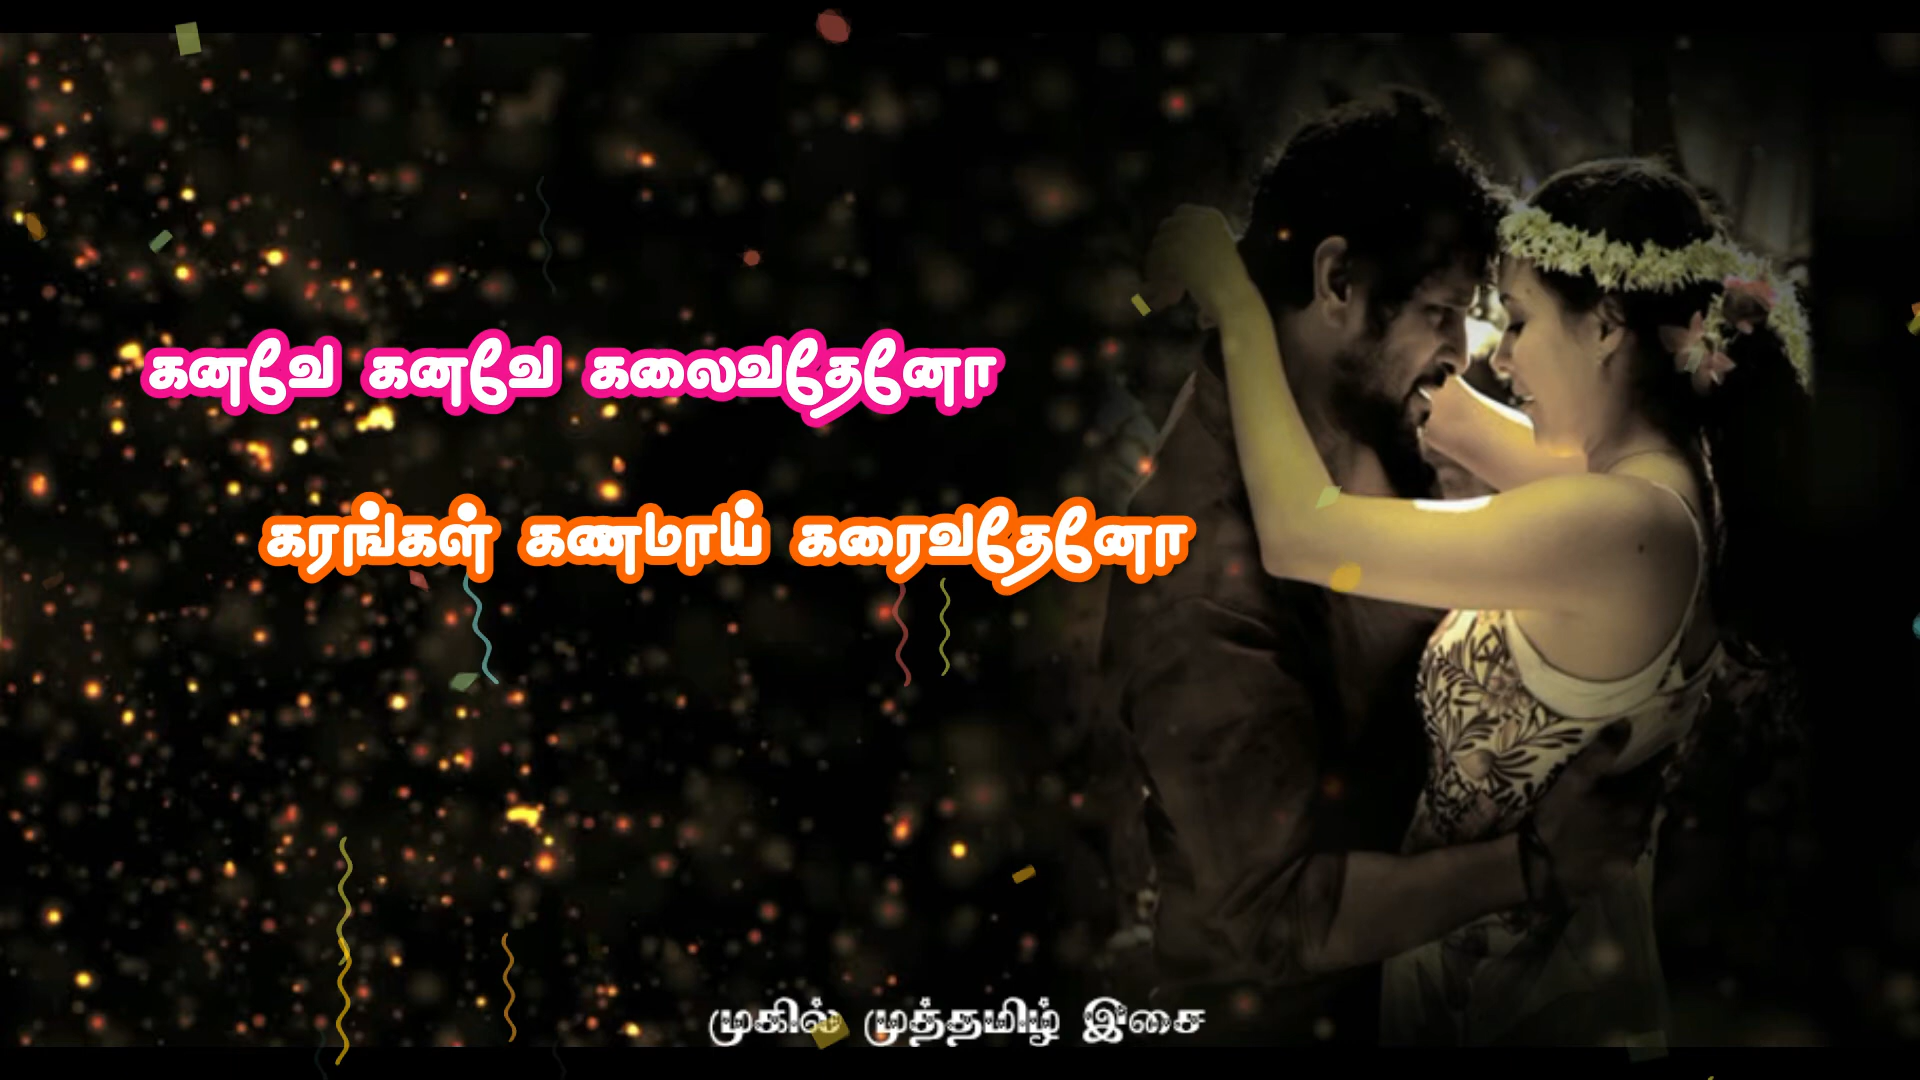 கனவே கனவே கலைவதேனோ
கரங்கள் கணமாய் கரைவதேனோ
முகில் முத்தமிழ் இசை